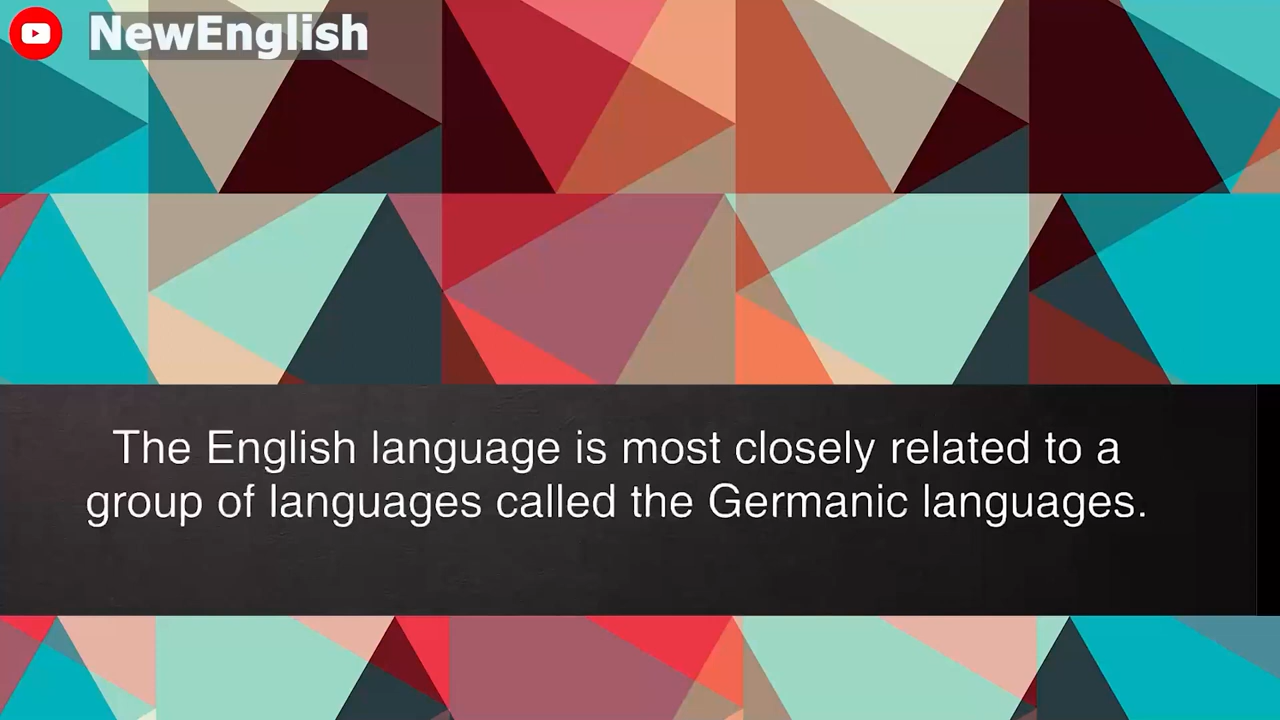 NewEnglish
The English language is most closely related to a
group of languages called the Germanic languages.